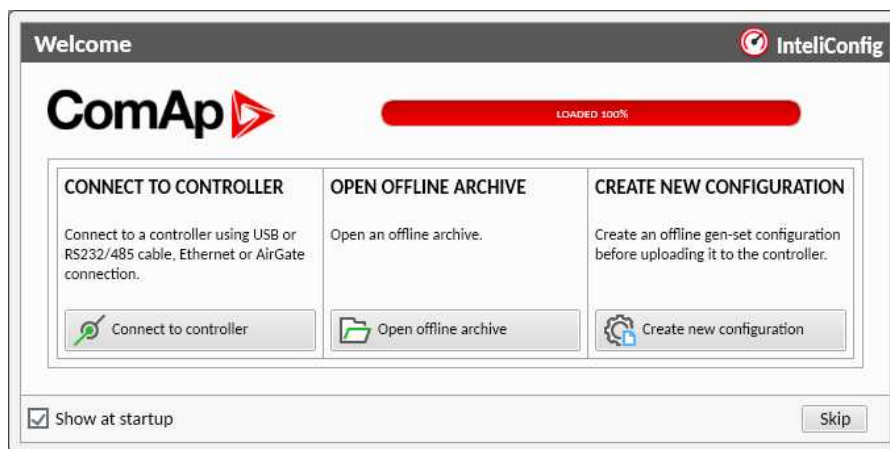 Welcome
InteliConfig
ComAp
LOADED 100%
CONNECT TO CONTROLLER
Connect to a controller using USB or
RS232/485 cable, Ethernet or AirGate
connection.
Connect to controller
OPEN OFFLINE ARCHIVE
Open an offline archive.
Open offline archive
CREATE NEW CONFIGURATION
Create an offline gen-set configuration
before uploading it to the controller.
Create new configuration
Show at startup
Skip